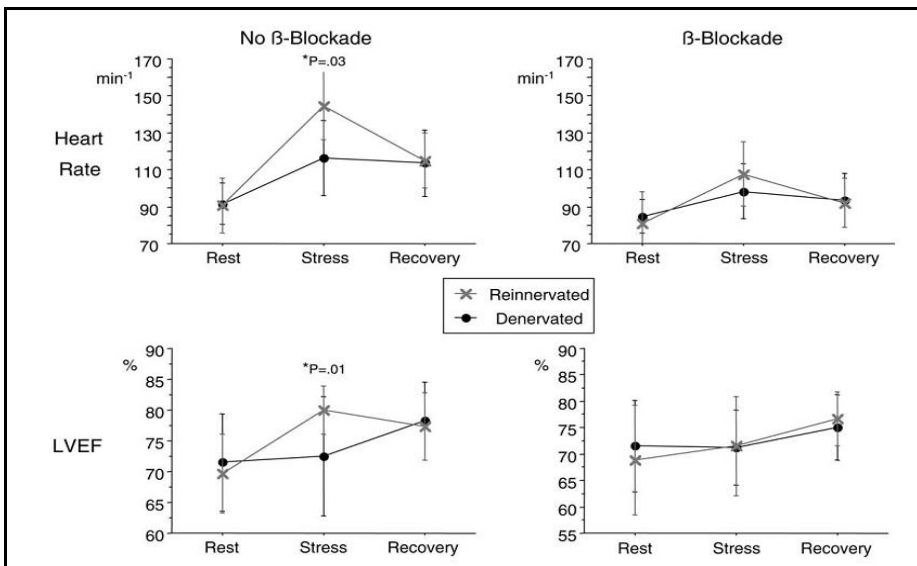 No ß-Blockade
ß-Blockade
Heart
Rate
min⁻¹
170
150
130
110
90
70
*P=.03
Rest Stress Recovery
min⁻¹
170
150
130
110
90
70
Rest Stress Recovery
Reinnervated
Denervated
LVEF
%
90
85
80
75
70
65
60
*P=.01
Rest Stress Recovery
%
90
85
80
75
70
65
60
55
Rest Stress Recovery